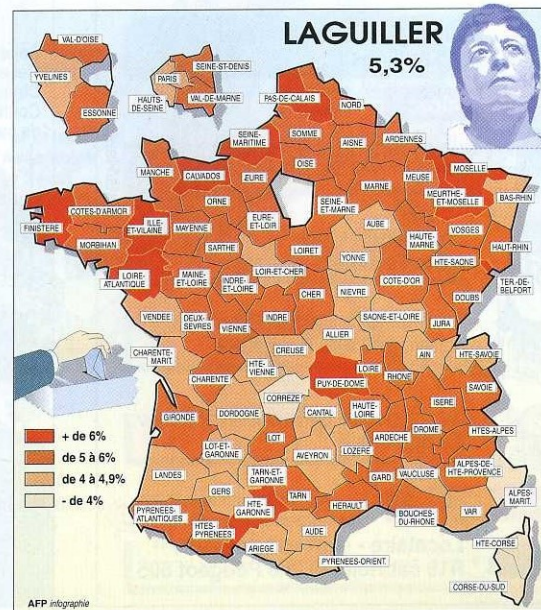 LAGUILLER
5,3%
VAL-D'OISE
YVELINES
ESSONNE
SEINE-ST-DENIS
PARIS
HAUTS-
DE-SEINE
VAL-DE-MARNE
PAS-DE-CALAIS
NORD
SOMME
SEINE-
MARITIME
AISNE
ARDENNES
OISE
MANCHE
CALVADOS
EURE
MEUSE
MOSELLE
MARNE
MEURTHE-
ET-MOSELLE
BAS-RHIN
ORNE
SEINE-
ET-MARNE
COTES-D'ARMOR
FINISTERE
ILLE-
ET-VILAINE
MAYENNE
EURE-
ET-LOIR
AUBE
HAUTE-
MARNE
VOSGES
HAUT-RHIN
MORBIHAN
SARTHE
LOIRET
YONNE
HTE-SAONE
TER.-DE-
BELFORT
LOIRE-
ATLANTIQUE
MAINE-
ET-LOIRE
INDRE-
ET-LOIRE
LOIR-ET-CHER
CHER
NIEVRE
COTE-D'OR
DOUBS
VENDEE
DEUX-
SEVRES
VIENNE
INDRE
SAONE-ET-LOIRE
JURA
ALLIER
CHARENTE-
MARIT.
CREUSE
HTE-
VIENNE
AIN
HTE-SAVOIE
LOIRE
RHONE
PUY-DE-DOME
CHARENTE
SAVOIE
CORREZE
GIRONDE
DORDOGNE
CANTAL
HAUTE-
LOIRE
ISERE
+ de 6%
de 5 à 6%
de 4 à 4,9%
- de 4%
LOT
LOT-ET-
GARONNE
AVEYRON
LOZERE
ARDECHE
DROME
HTES-ALPES
LANDES
TARN-ET-
GARONNE
GERS
TARN
GARD
VAUCLUSE
ALPES-DE-
HTE-PROVENCE
ALPES-
MARIT.
PYRENEES-
ATLANTIQUES
HTES-
PYRENEES
HTE-
GARONNE
HERAULT
BOUCHES-
DU-RHONE
VAR
ARIEGE
AUDE
PYRENEES-ORIENT.
HTE-CORSE
CORSE-DU-SUD
AFP infographie